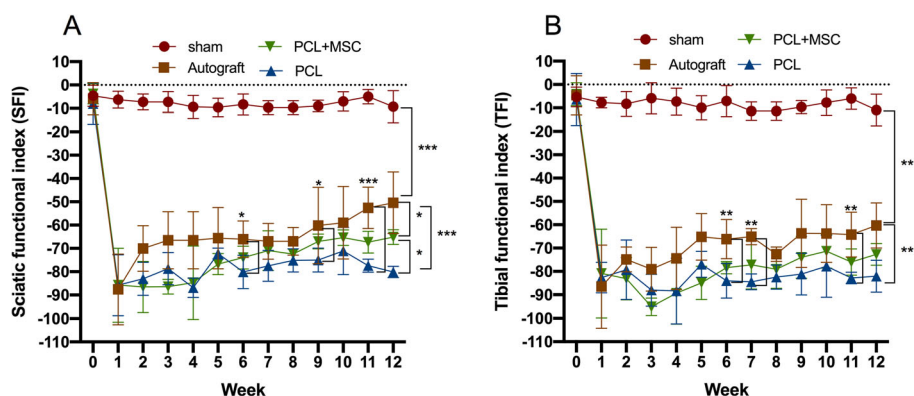 A
sham
PCL+MSC
Autograft
PCL
Sciatic functional index (SFI)
10
0
-10
-20
-30
-40
-50
-60
-70
-80
-90
-100
-110
*
*
***
***
*
*
***
0 1 2 3 4 5 6 7 8 9 10 11 12
Week
B
sham
PCL+MSC
Autograft
PCL
Tibial functional index (TFI)
10
0
-10
-20
-30
-40
-50
-60
-70
-80
-90
-100
-110
**
**
**
**
**
0 1 2 3 4 5 6 7 8 9 10 11 12
Week